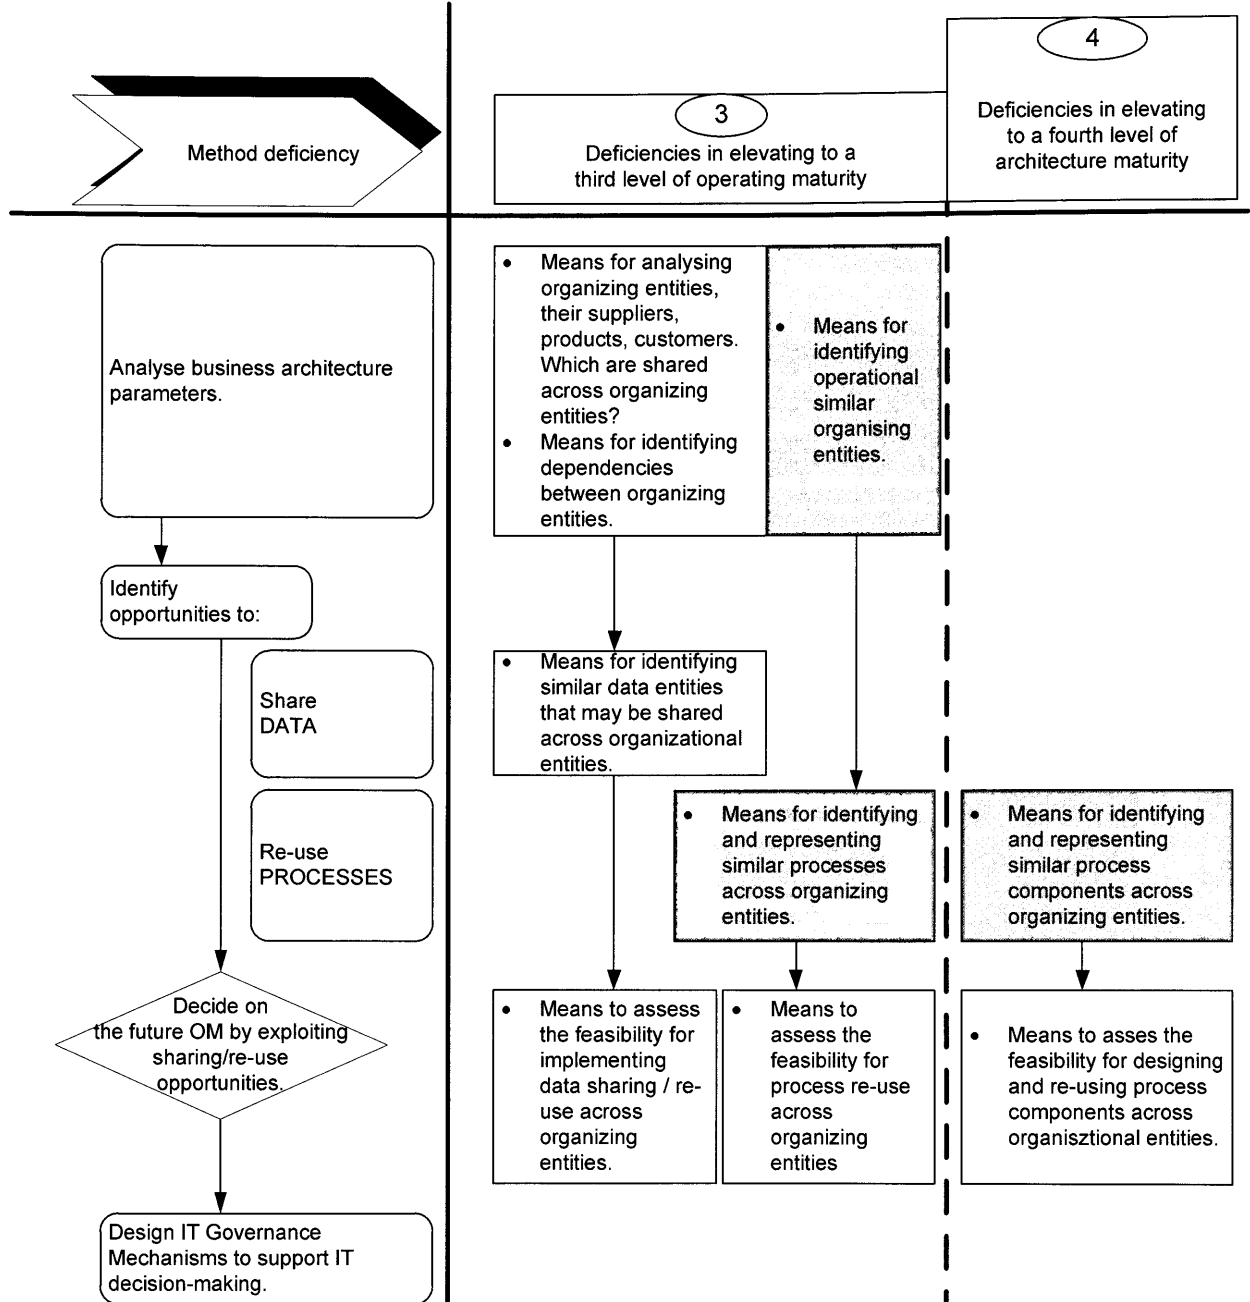 4
Deficiencies in elevating
to a fourth level of
architecture maturity
3
Deficiencies in elevating to a
third level of operating maturity
Method deficiency
Analyse business architecture
parameters.
• Means for analysing
organizing entities,
their suppliers,
products, customers.
Which are shared
across organizing
entities?
• Means for identifying
dependencies
between organizing
entities.
• Means for
identifying
operational
similar
organising
entities.
Identify
opportunities to:
Share
DATA
• Means for identifying
similar data entities
that may be shared
across organizational
entities.
Re-use
PROCESSES
• Means for identifying
and representing
similar processes
across organizing
entities.
• Means for identifying
and representing
similar process
components across
organizing entities.
Decide on
the future OM by exploiting
sharing/re-use
opportunities.
• Means to assess
the feasibility for
implementing
data sharing / re-
use across
organizing
entities.
• Means to
assess the
feasibility for
process re-use
across
organizing
entities
• Means to asses the
feasibility for designing
and re-using process
components across
organisztional entities.
Design IT Governance
Mechanisms to support IT
decision-making.